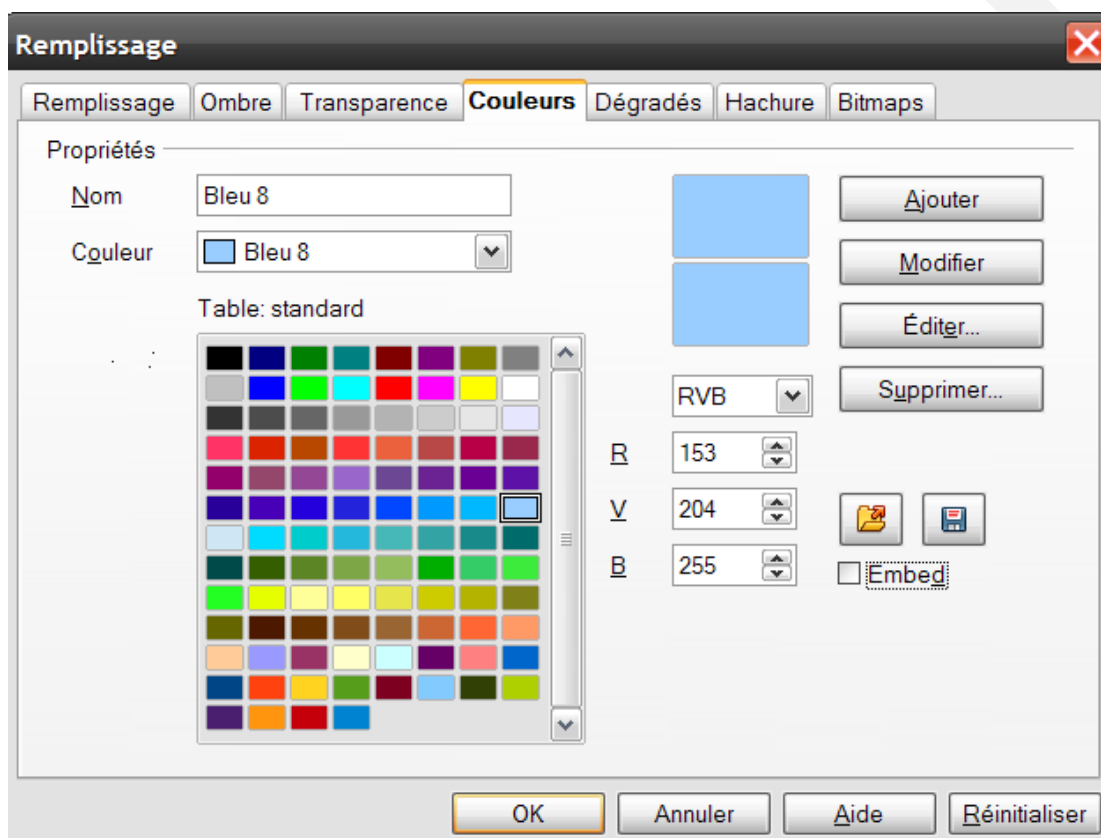 Remplissage
Remplissage Ombre Transparence Couleurs Dégradés Hachure Bitmaps
Propriétés
Nom Bleu 8 Ajouter
Couleur Bleu 8 Modifier
Table: standard Éditer...
RVB Supprimer...
R 153
V 204
B 255 Embed
OK Annuler Aide Réinitialiser